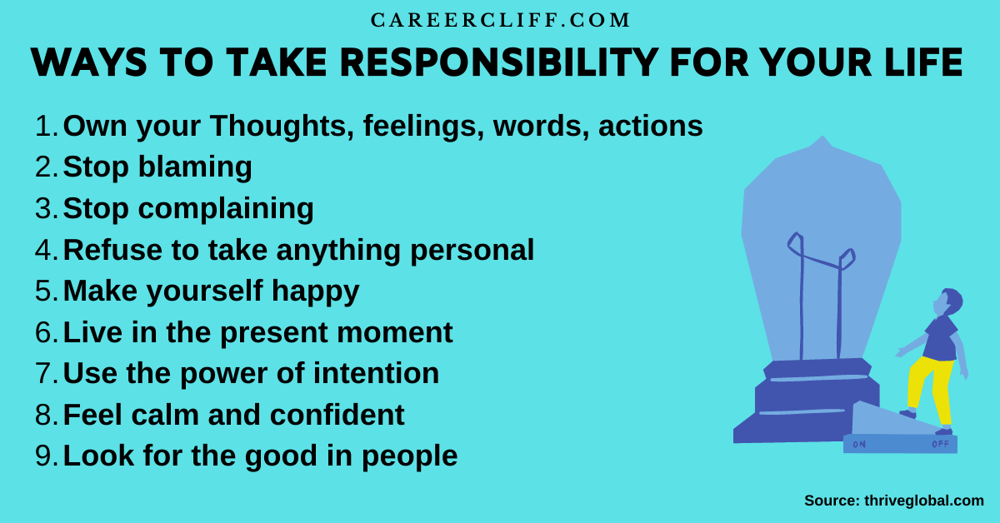 CAREERCLIFF.COM
WAYS TO TAKE RESPONSIBILITY FOR YOUR LIFE
1. Own your Thoughts, feelings, words, actions
2. Stop blaming
3. Stop complaining
4. Refuse to take anything personal
5. Make yourself happy
6. Live in the present moment
7. Use the power of intention
8. Feel calm and confident
9. Look for the good in people
ON OFF
Source: thriveglobal.com